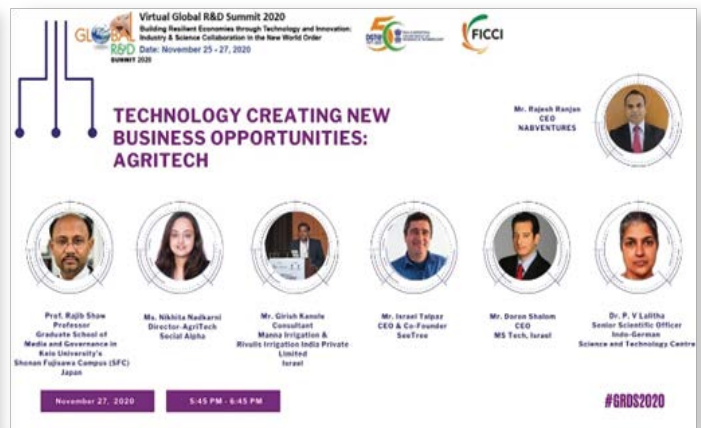 Virtual Global R&D Summit 2020
Building Resilient Economies through Technology and Innovation:
Industry & Science Collaboration in the New World Order
Date: November 25 - 27, 2020
GLOBAL
R&D
SUMMIT 2020
FICCI
TECHNOLOGY CREATING NEW
BUSINESS OPPORTUNITIES:
AGRITECH
Mr. Rajesh Ranjan
CEO
NABVENTURES
Prof. Rajib Shaw
Professor
Graduate School of
Media and Governance in
Keio University's
Shonan Fujisawa Campus (SFC)
Japan
Ms. Nikhita Nadkarni
Director-AgriTech
Social Alpha
Mr. Girish
Consultant
Manna Irrigation &
Rivulis Irrigation India Private
Limited
Israel
Mr. Israel Talpaz
CEO & Co-Founder
SeeTree
Mr. Doron Shalom
CEO
MS Tech, Israel
Dr. P. V Lalitha
Senior Scientific Officer
Indo-German
Science and Technology Centre
November 27, 2020
5:45 PM - 6:45 PM
#GRDS2020